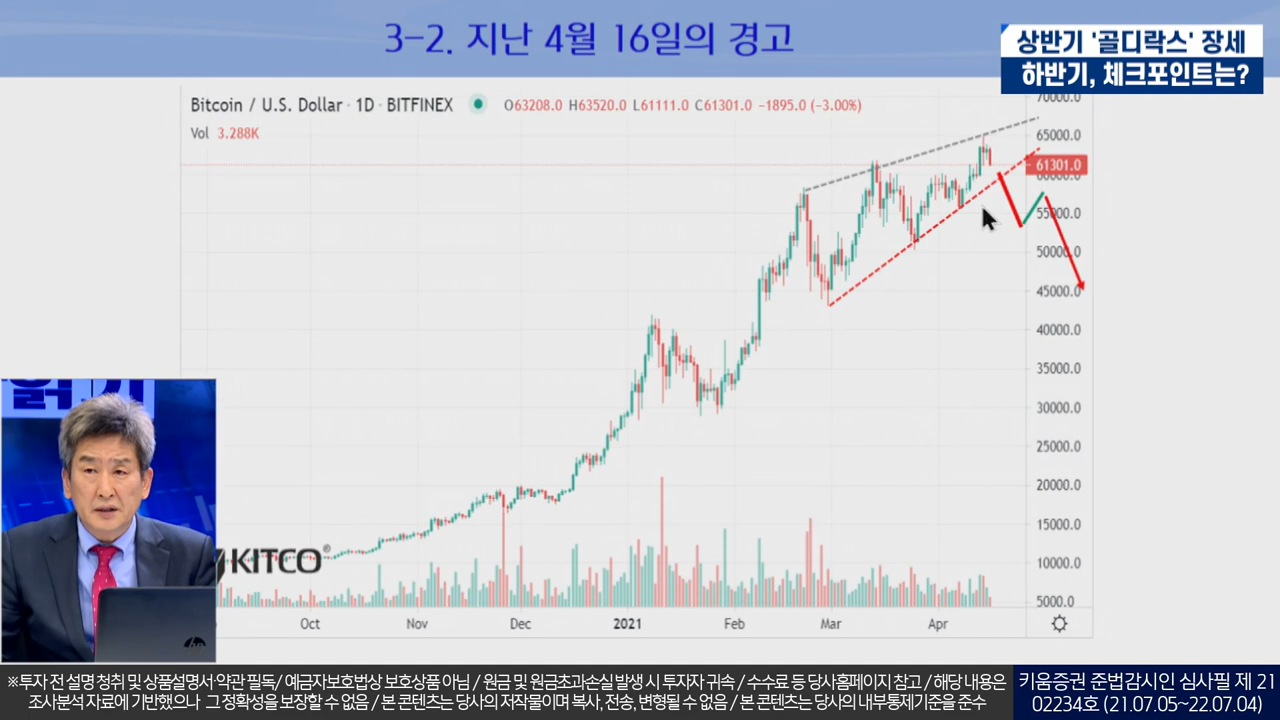 3-2. 지난 4월 16일의 경고
상반기 '골디락스' 장세
하반기, 체크포인트는?
Bitcoin / U.S. Dollar · 1D · BITFINEX O63208.0 H63520.0 L61111.0 C61301.0 -1895.0 (-3.00%)
Vol 3.288K
70000.0
65000.0
61301.0
60000.0
55000.0
50000.0
45000.0
40000.0
35000.0
30000.0
25000.0
20000.0
15000.0
10000.0
5000.0
KITCO®
Oct Nov Dec 2021 Feb Mar Apr
읽기
hp
※투자 전 설명 청취 및 상품설명서·약관 필독/ 예금자보호법상 보호상품 아님 / 원금 및 원금초과손실 발생 시 투자자 귀속 / 수수료 등 당사홈페이지 참고 / 해당 내용은
조사분석 자료에 기반했으나 그 정확성을 보장할 수 없음 / 본 콘텐츠는 당사의 저작물이며 복사, 전송, 변형될 수 없음 / 본 콘텐츠는 당사의 내부통제기준을 준수
키움증권 준법감시인 심사필 제 21
02234호 (21.07.05~22.07.04)